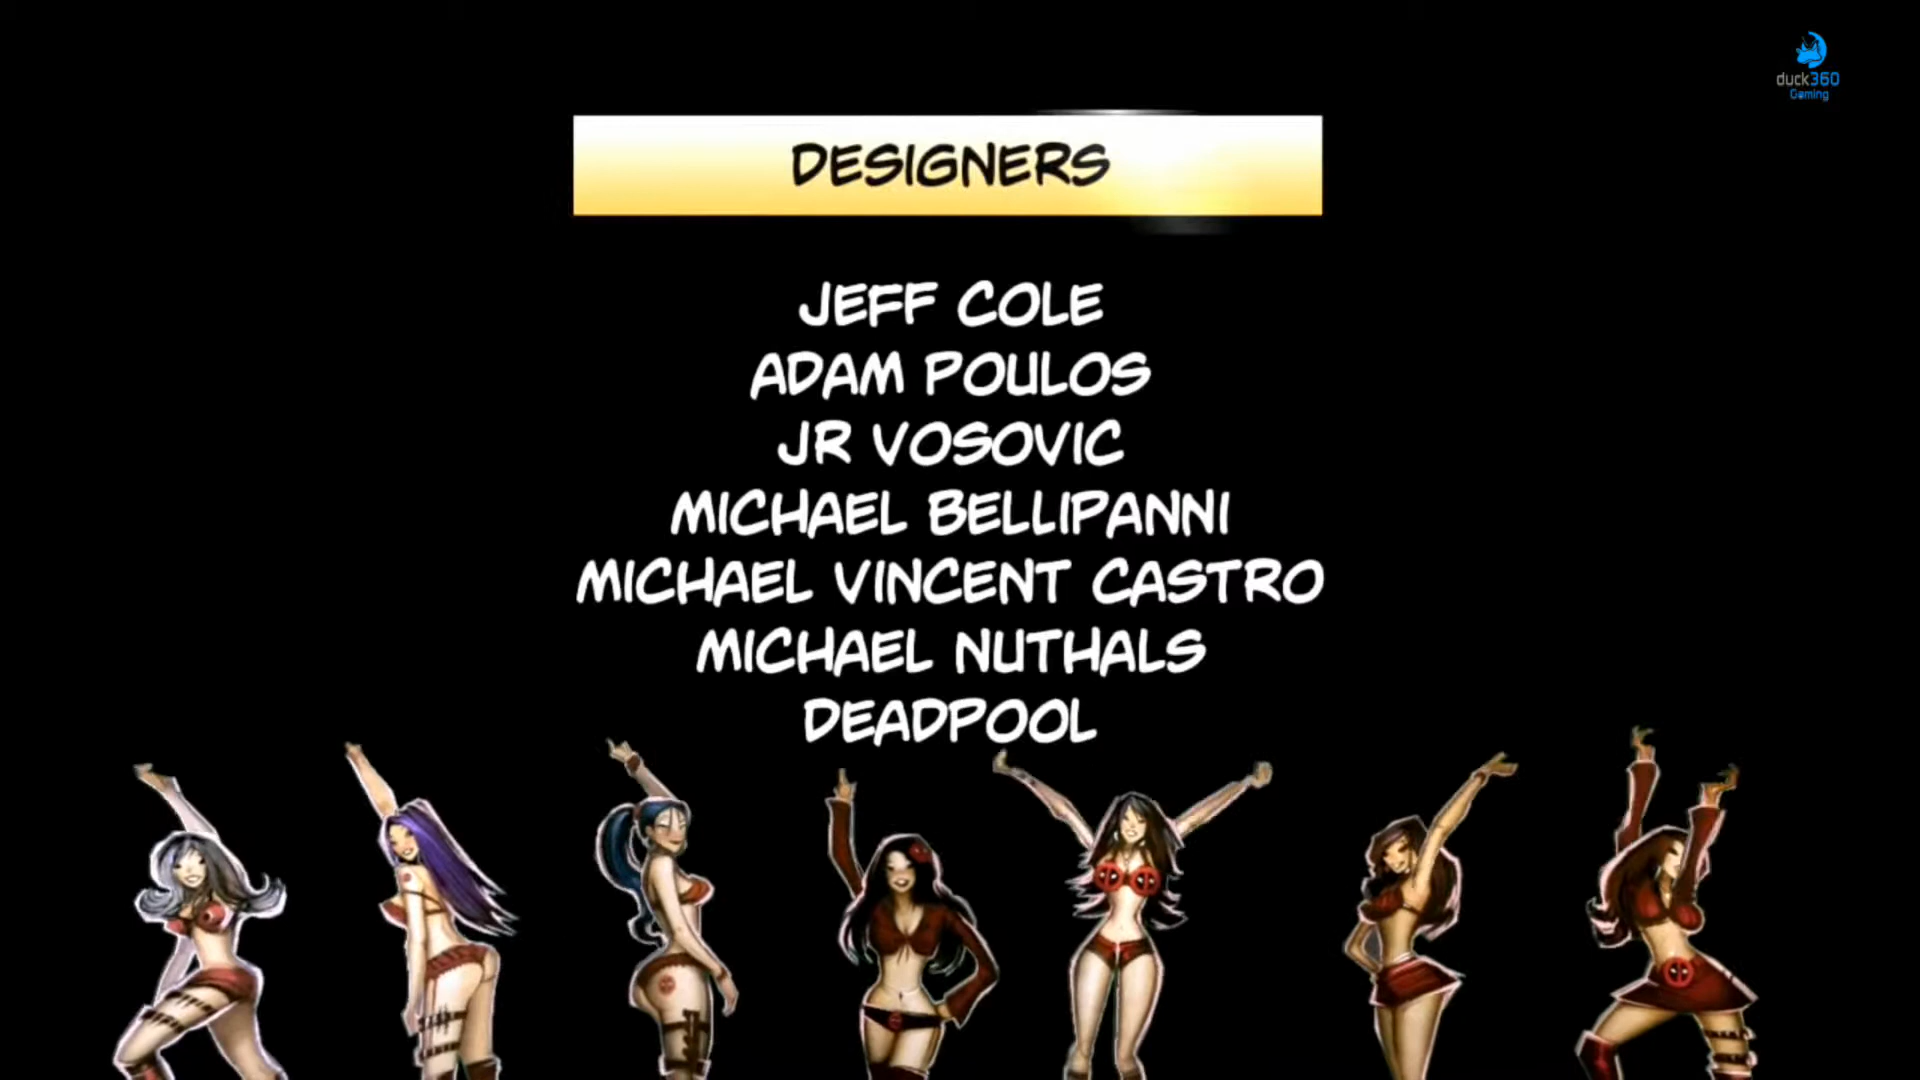 duck360
Gaming
DESIGNERS
JEFF COLE
ADAM POULOS
JR VOSOVIC
MICHAEL BELLIPANNI
MICHAEL VINCENT CASTRO
MICHAEL NUTHALS
DEADPOOL